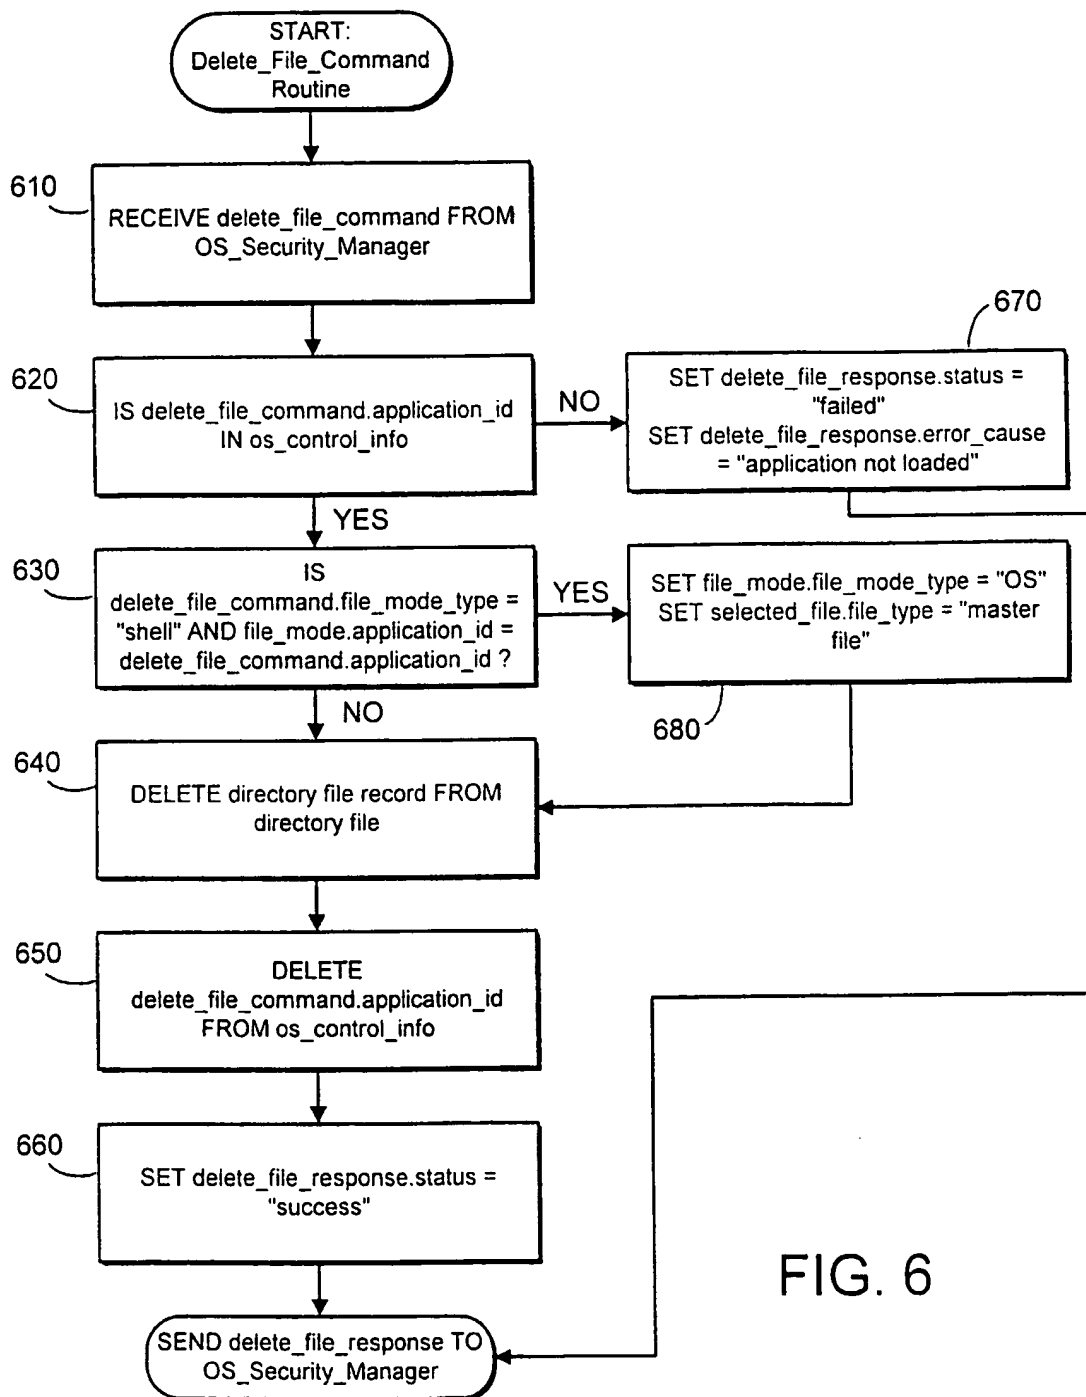 START:
Delete_File_Command
Routine
610
RECEIVE delete_file_command FROM
OS_Security_Manager
620
IS delete_file_command.application_id
IN os_control_info
NO
670
SET delete_file_response.status =
"failed"
SET delete_file_response.error_cause
= "application not loaded"
YES
630
IS
delete_file_command.file_mode_type =
"shell" AND file_mode.application_id =
delete_file_command.application_id ?
YES
SET file_mode.file_mode_type = "OS"
SET selected_file.file_type = "master
file"
680
NO
640
DELETE directory file record FROM
directory file
650
DELETE
delete_file_command.application_id
FROM os_control_info
660
SET delete_file_response.status =
"success"
SEND delete_file_response TO
OS_Security_Manager
FIG. 6